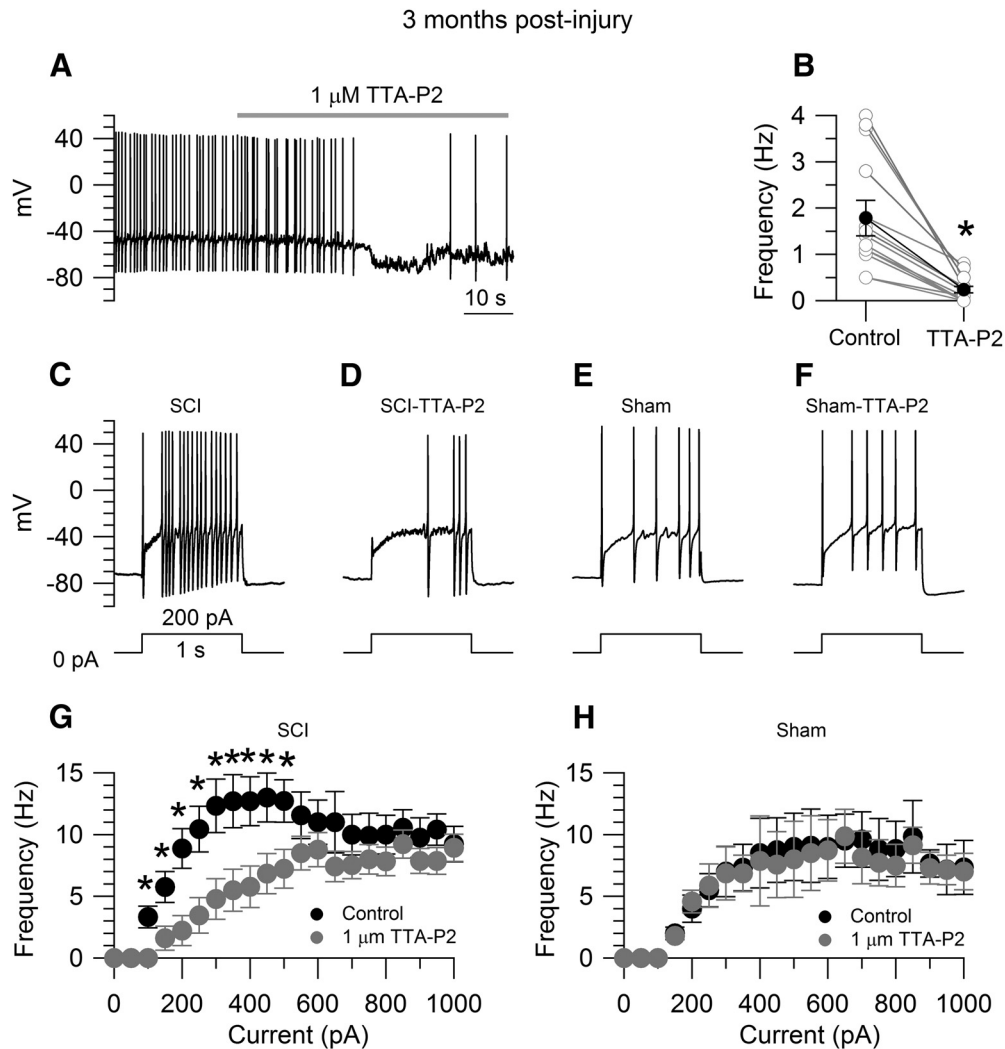 3 months post-injury
A
1 μM TTA-P2
40
0
-40
-80
mV
10 s
B
4
3
2
1
0
Frequency (Hz)
*
Control
TTA-P2
C
SCI
D
SCI-TTA-P2
E
Sham
F
Sham-TTA-P2
40
0
-40
-80
mV
200 pA
0 pA
1 s
G
SCI
15
10
5
0
Frequency (Hz)
* * * * * * * * *
Control
1 μm TTA-P2
0 200 400 600 800 1000
Current (pA)
H
Sham
15
10
5
0
Frequency (Hz)
Control
1 μm TTA-P2
0 200 400 600 800 1000
Current (pA)